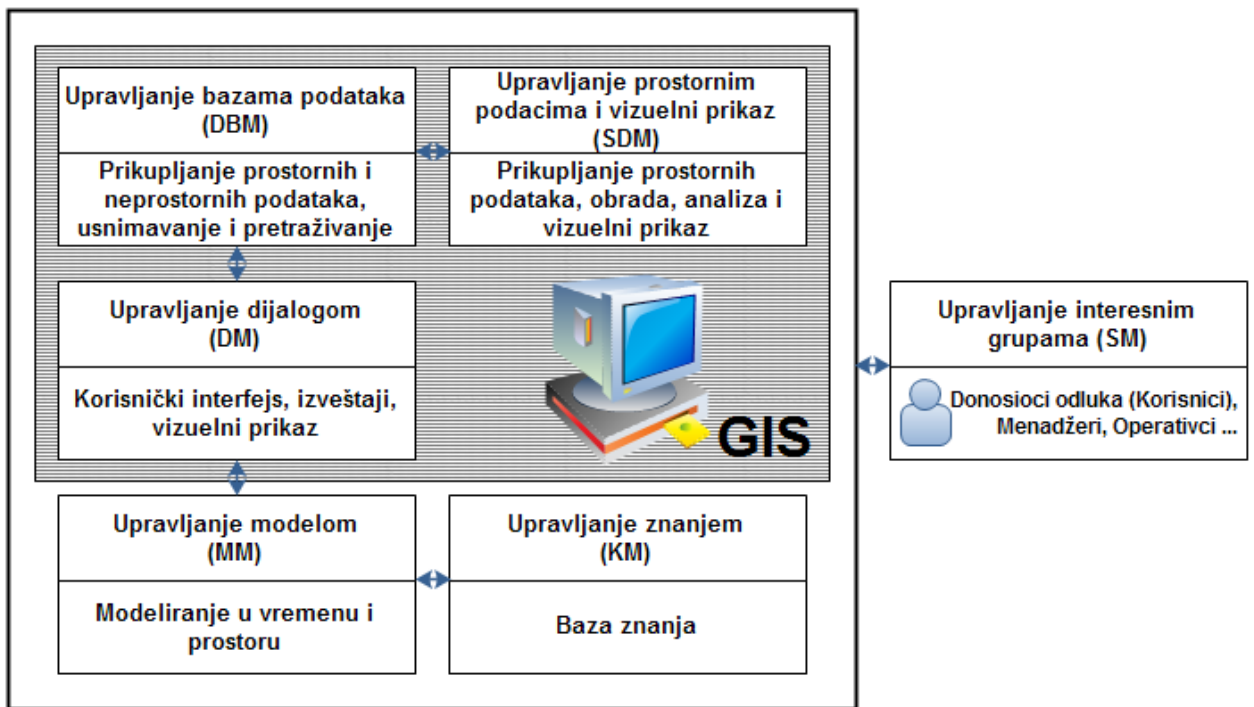 Upravljanje bazama podataka
(DBM)
Prikupljanje prostornih i
neprostornih podataka,
usnimavanje i pretraživanje
Upravljanje prostornim
podacima i vizuelni prikaz
(SDM)
Prikupljanje prostornih
podataka, obrada, analiza i
vizuelni prikaz
Upravljanje dijalogom
(DM)
Korisnički interfejs, izveštaji,
vizuelni prikaz
GIS
Upravljanje interesnim
grupama (SM)
Donosioci odluka (Korisnici),
Menadžeri, Operativci ...
Upravljanje modelom
(MM)
Modeliranje u vremenu i
prostoru
Upravljanje znanjem
(KM)
Baza znanja